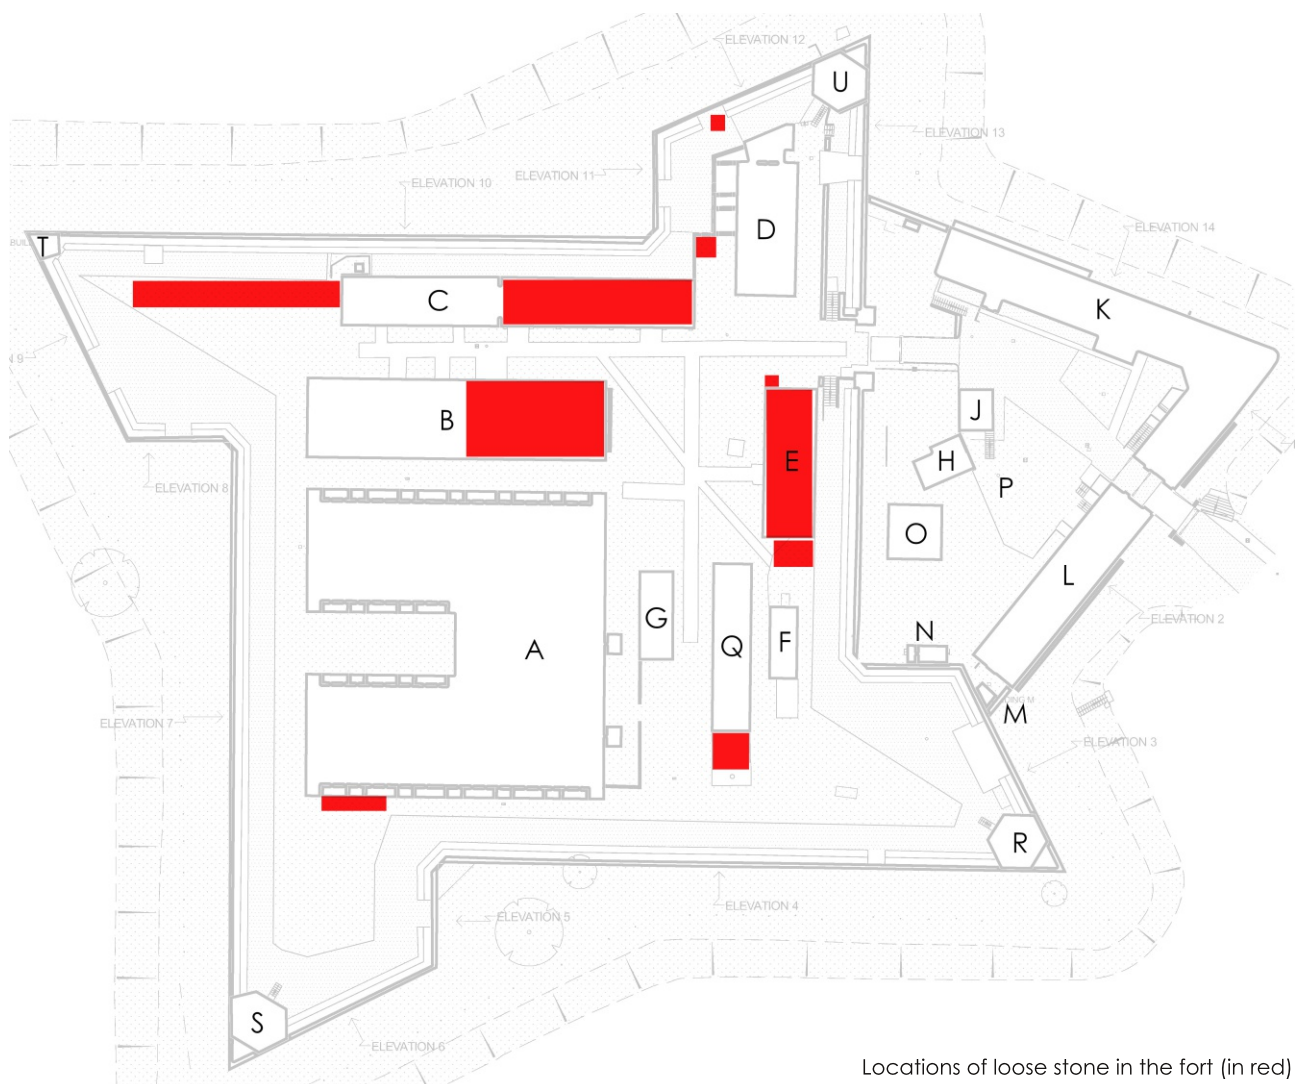 ELEVATION 12
U
ELEVATION 13
ELEVATION 11
ELEVATION 10
D
ELEVATION 14
T
C
K
J
B
E
H
P
ELEVATION 8
O
L
ELEVATION 2
G
N
Q
F
A
M
ELEVATION 7
ELEVATION 3
R
ELEVATION 4
ELEVATION 5
S
ELEVATION 6
Locations of loose stone in the fort (in red)